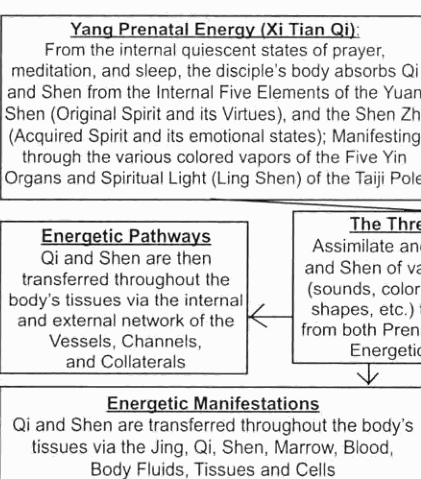 Yang Prenatal Energy (Xi Tian Qi):
From the internal quiescent states of prayer,
meditation, and sleep, the disciple's body absorbs Qi
and Shen from the Internal Five Elements of the Yuan
Shen (Original Spirit and its Virtues), and the Shen Zh
(Acquired Spirit and its emotional states); Manifesting
through the various colored vapors of the Five Yin
Organs and Spiritual Light (Ling Shen) of the Taiji Pole
Energetic Pathways
Qi and Shen are then
transferred throughout the
body's tissues via the internal
and external network of the
Vessels, Channels,
and Collaterals
The Thre
Assimilate and
and Shen of va
(sounds, color
shapes, etc.)
from both Pren
Energetic
Energetic Manifestations
Qi and Shen are transferred throughout the body's
tissues via the Jing, Qi, Shen, Marrow, Blood,
Body Fluids, Tissues and Cells